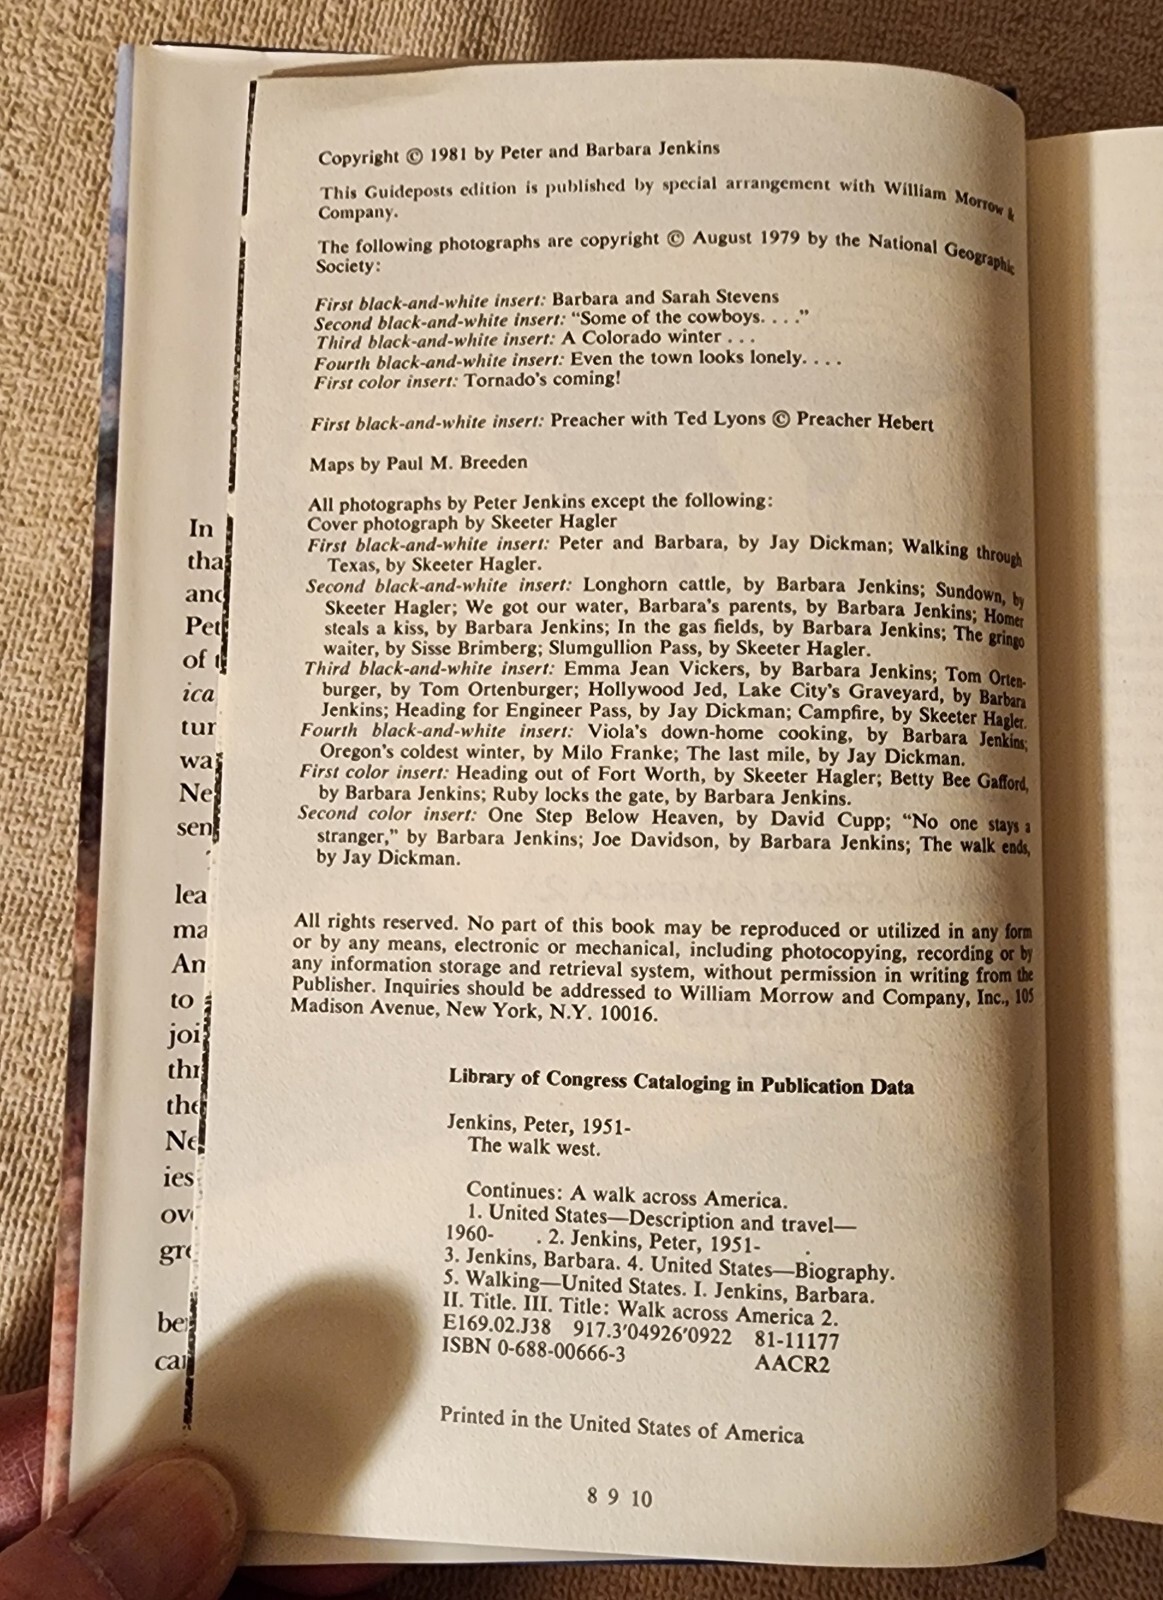 Copyright © 1981 by Peter and Barbara Jenkins
This Guideposts edition is published by special arrangement with William Morrow &
Company.
The following photographs are copyright © August 1979 by the National Geographic
Society:
First black-and-white insert: Barbara and Sarah Stevens
Second black-and-white insert: “Some of the cowboys. . . .”
Third black-and-white insert: A Colorado winter . . .
Fourth black-and-white insert: Even the town looks lonely. . . .
First color insert: Tornado's coming!
First black-and-white insert: Preacher with Ted Lyons © Preacher Hebert
Maps by Paul M. Breeden
All photographs by Peter Jenkins except the following:
Cover photograph by Skeeter Hagler
First black-and-white insert: Peter and Barbara, by Jay Dickman; Walking through
Texas, by Skeeter Hagler.
Second black-and-white insert: Longhorn cattle, by Barbara Jenkins; Sundown, by
Skeeter Hagler; We got our water, Barbara's parents, by Barbara Jenkins; Homer
steals a kiss, by Barbara Jenkins; In the gas fields, by Barbara Jenkins; The gringo
waiter, by Sisse Brimberg; Slumgullion Pass, by Skeeter Hagler.
Third black-and-white insert: Emma Jean Vickers, by Barbara Jenkins; Tom Orten-
burger, by Tom Ortenburger; Hollywood Jed, Lake City's Graveyard, by Barbara
Jenkins; Heading for Engineer Pass, by Jay Dickman; Campfire, by Skeeter Hagler.
Fourth black-and-white insert: Viola's down-home cooking, by Barbara Jenkins;
Oregon's coldest winter, by Milo Franke; The last mile, by Jay Dickman.
First color insert: Heading out of Fort Worth, by Skeeter Hagler; Betty Bee Gafford,
by Barbara Jenkins; Ruby locks the gate, by Barbara Jenkins.
Second color insert: One Step Below Heaven, by David Cupp; “No one stays a
stranger,” by Barbara Jenkins; Joe Davidson, by Barbara Jenkins; The walk ends,
by Jay Dickman.
All rights reserved. No part of this book may be reproduced or utilized in any form
or by any means, electronic or mechanical, including photocopying, recording or by
any information storage and retrieval system, without permission in writing from the
Publisher. Inquiries should be addressed to William Morrow and Company, Inc., 105
Madison Avenue, New York, N.Y. 10016.
Library of Congress Cataloging in Publication Data
Jenkins, Peter, 1951-
The walk west.
Continues: A walk across America.
1. United States—Description and travel—
1960- . 2. Jenkins, Peter, 1951- .
3. Jenkins, Barbara. 4. United States—Biography.
5. Walking—United States. I. Jenkins, Barbara.
II. Title. III. Title: Walk across America 2.
E169.02.J38 917.3′04926′0922 81-11177
ISBN 0-688-00666-3 AACR2
Printed in the United States of America
8 9 10
In
of
ica
to